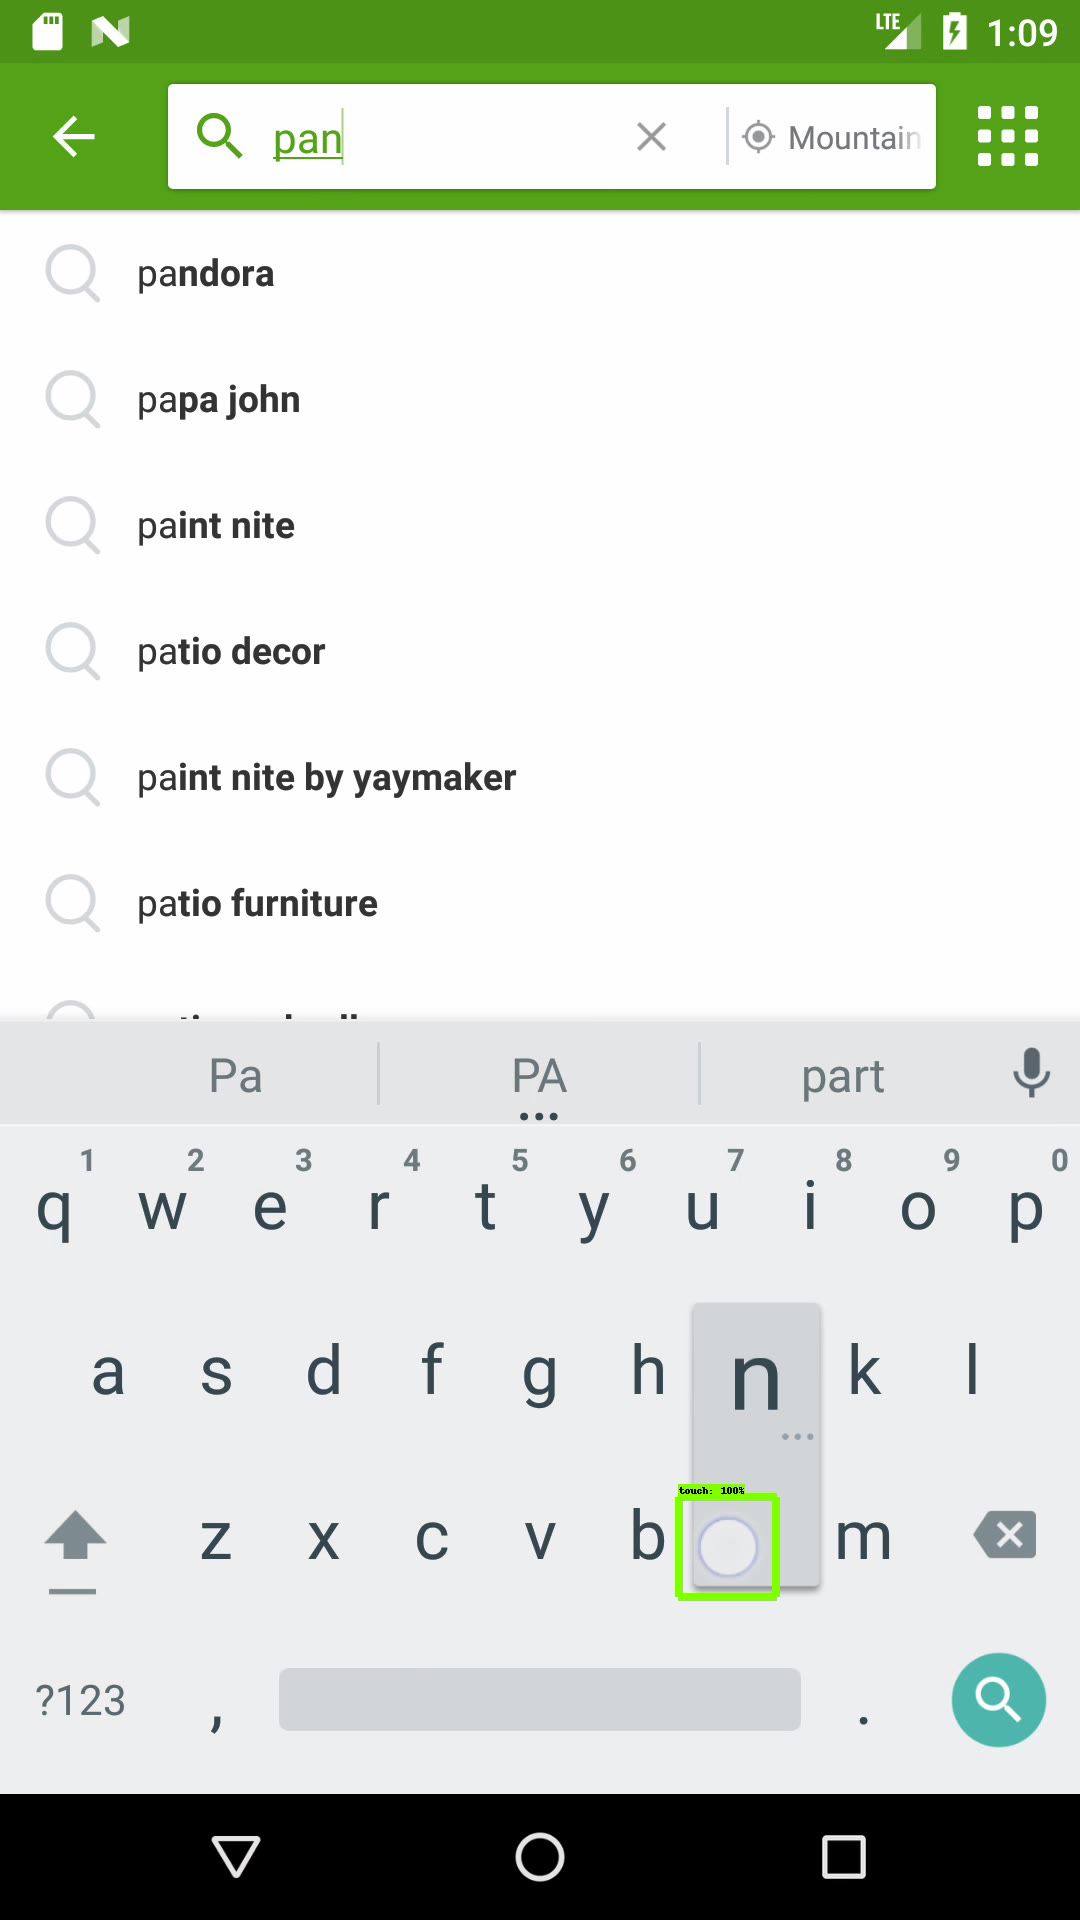 LTE 1:09
pan Mountain
pandora
papa john
paint nite
patio decor
paint nite by yaymaker
patio furniture
Pa PA part
1 2 3 4 5 6 7 8 9 0
q w e r t y u i o p
a s d f g h n k l
touch: 100%
z x c v b m
?123 , .